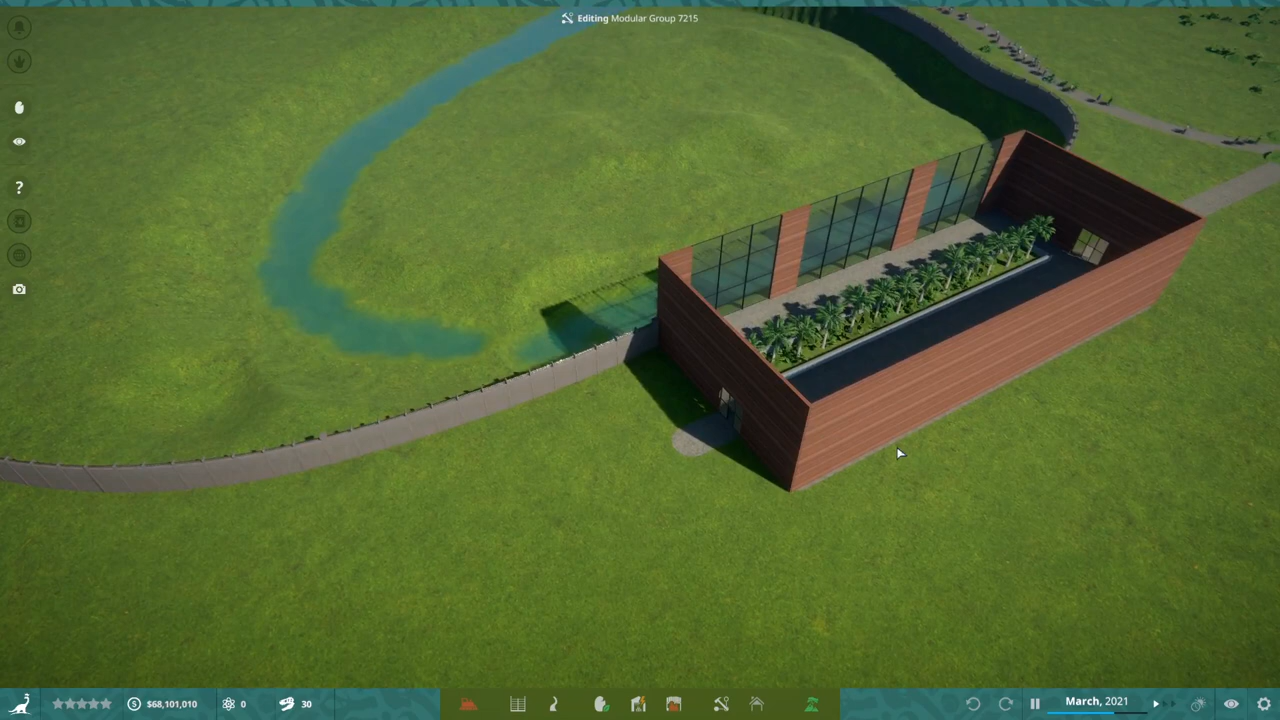 Editing Modular Group 7215
?
$68,101,010
0
30
March, 2021